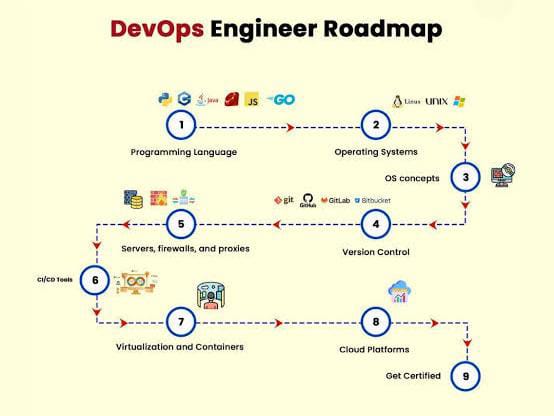 DevOps Engineer Roadmap
Java JS GO
1
Programming Language
Linux UNIX
2
Operating Systems
OS concepts
3
git GitHub GitLab Bitbucket
4
Version Control
5
Servers, firewalls, and proxies
CI/CD Tools
6
7
Virtualization and Containers
8
Cloud Platforms
Get Certified
9